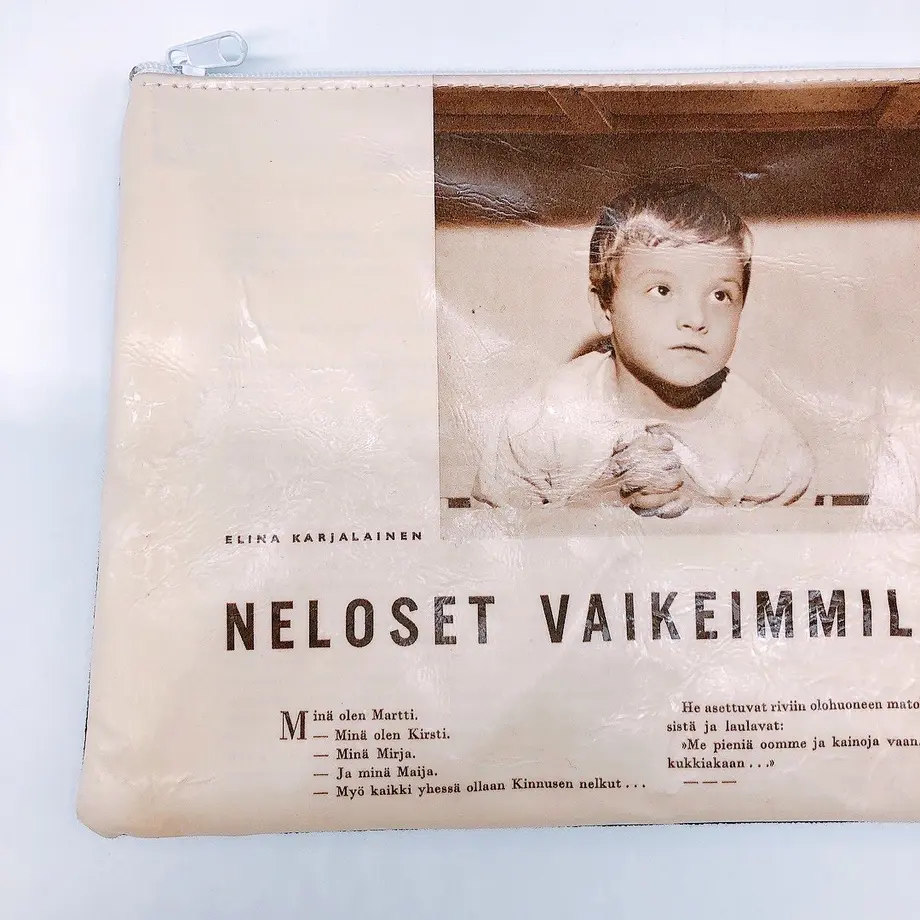 ELINA KARJALAINEN
NELOSET VAIKEIMMIL
Minä olen Martti.
— Minä olen Kirsti.
— Minä Mirja.
— Ja minä Maija.
— Myö kaikki yhessä ollaan Kinnusen nelkut . . .
He asettuvat riviin olohuoneen mato
sistä ja laulavat:
»Me pieniä oomme ja kainoja vaan,
kukkiakaan . . .»
— — —